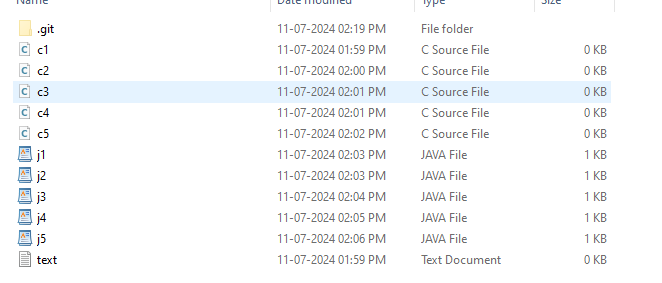 Name Date modified Type Size
.git 11-07-2024 02:19 PM File folder
c1 11-07-2024 01:59 PM C Source File 0 KB
c2 11-07-2024 02:00 PM C Source File 0 KB
c3 11-07-2024 02:01 PM C Source File 0 KB
c4 11-07-2024 02:01 PM C Source File 0 KB
c5 11-07-2024 02:02 PM C Source File 0 KB
j1 11-07-2024 02:03 PM JAVA File 1 KB
j2 11-07-2024 02:03 PM JAVA File 1 KB
j3 11-07-2024 02:04 PM JAVA File 1 KB
j4 11-07-2024 02:05 PM JAVA File 1 KB
j5 11-07-2024 02:06 PM JAVA File 1 KB
text 11-07-2024 01:59 PM Text Document 0 KB